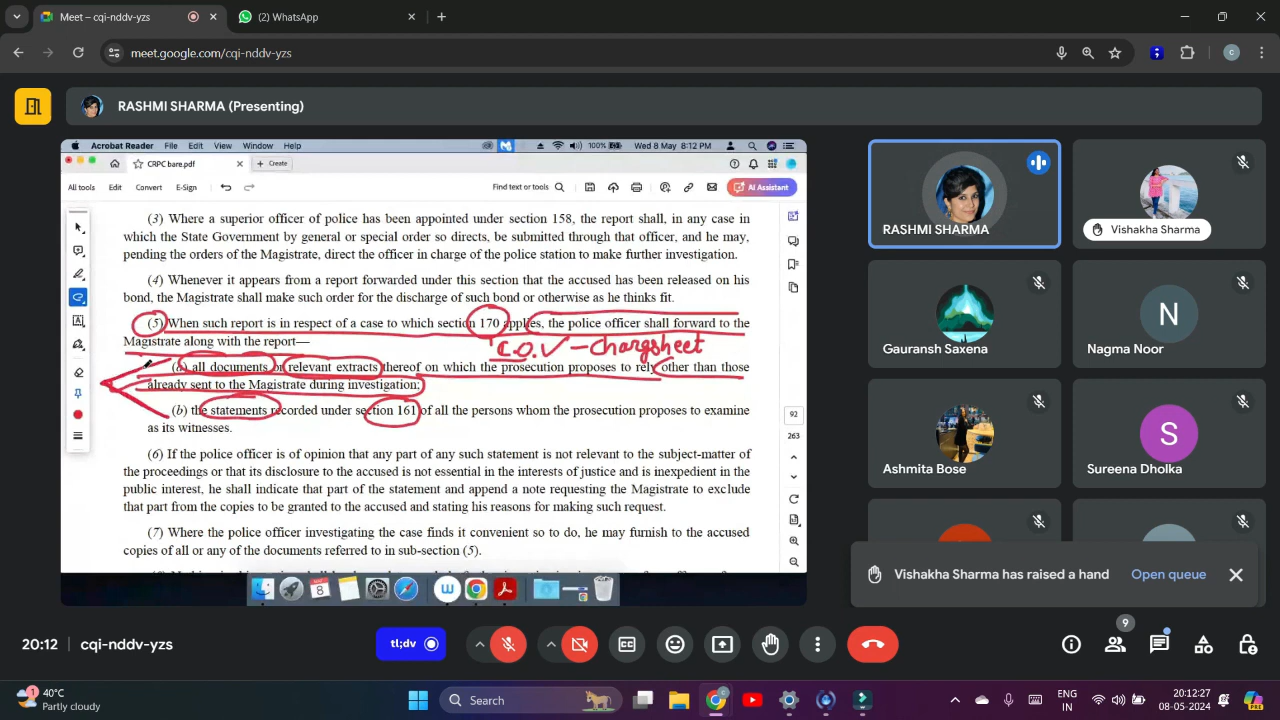 Meet – cqi-nddv-yzs
(2) WhatsApp
meet.google.com/cqi-nddv-yzs
c
RASHMI SHARMA (Presenting)
Acrobat Reader File Edit Window Help
100% Wed 8 May 8:12 PM
CRPC bare.pdf
+ Create
All tools Edit Convert E-Sign
Find text or tools
AI Assistant
(3) Where a superior officer of police has been appointed under section 158, the report shall, in any case in
which the State Government by general or special order so directs, be submitted through that officer, and he may,
pending the orders of the Magistrate, direct the officer in charge of the police station to make further investigation.
(4) Whenever it appears from a report forwarded under this section that the accused has been released on his
bond, the Magistrate shall make such order for the discharge of such bond or otherwise as he thinks fit.
(5) When such report is in respect of a case to which section 170 applies, the police officer shall forward to the
Magistrate along with the report—
C.O. ✓ – Chargsheet
(a) all documents or relevant extracts thereof on which the prosecution proposes to rely other than those
already sent to the Magistrate during investigation;
(b) the statements recorded under section 161 of all the persons whom the prosecution proposes to examine
as its witnesses.
(6) If the police officer is of opinion that any part of any such statement is not relevant to the subject-matter of
the proceedings or that its disclosure to the accused is not essential in the interests of justice and is inexpedient in the
public interest, he shall indicate that part of the statement and append a note requesting the Magistrate to exclude
that part from the copies to be granted to the accused and stating his reasons for making such request.
(7) Where the police officer investigating the case finds it convenient so to do, he may furnish to the accused
copies of all or any of the documents referred to in sub-section (5).
92
263
RASHMI SHARMA
Vishakha Sharma
Gauransh Saxena
N
Nagma Noor
Ashmita Bose
S
Sureena Dholka
Vishakha Sharma has raised a hand
Open queue
20:12
cqi-nddv-yzs
tl;dv
9
1
40°C
Partly cloudy
Search
ENG
IN
20:12:27
08-05-2024